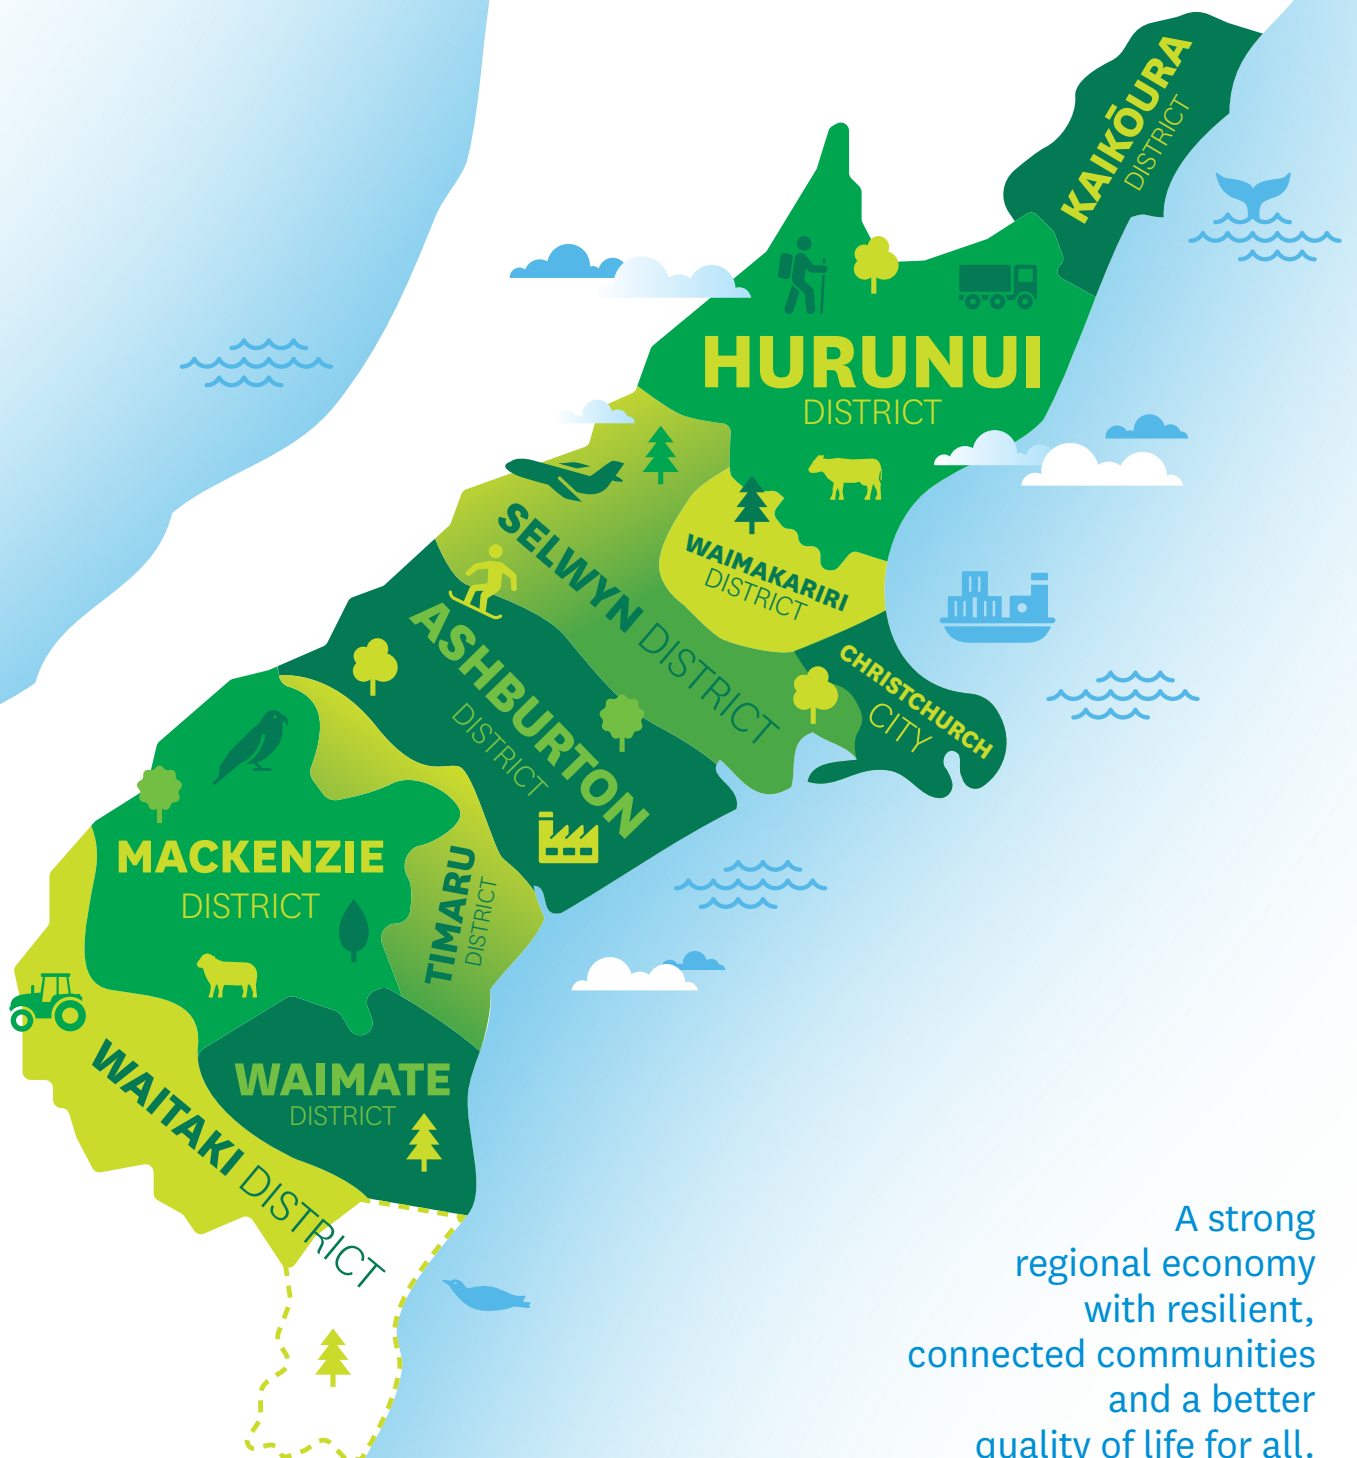 KAIKŌURA
DISTRICT
HURUNUI
DISTRICT
SELWYN DISTRICT
WAIMAKARIRI
DISTRICT
ASHBURTON
DISTRICT
CHRISTCHURCH
CITY
MACKENZIE
DISTRICT
TIMARU
DISTRICT
WAIMATE
DISTRICT
WAITAKI DISTRICT
A strong
regional economy
with resilient,
connected communities
and a better
quality of life for all.